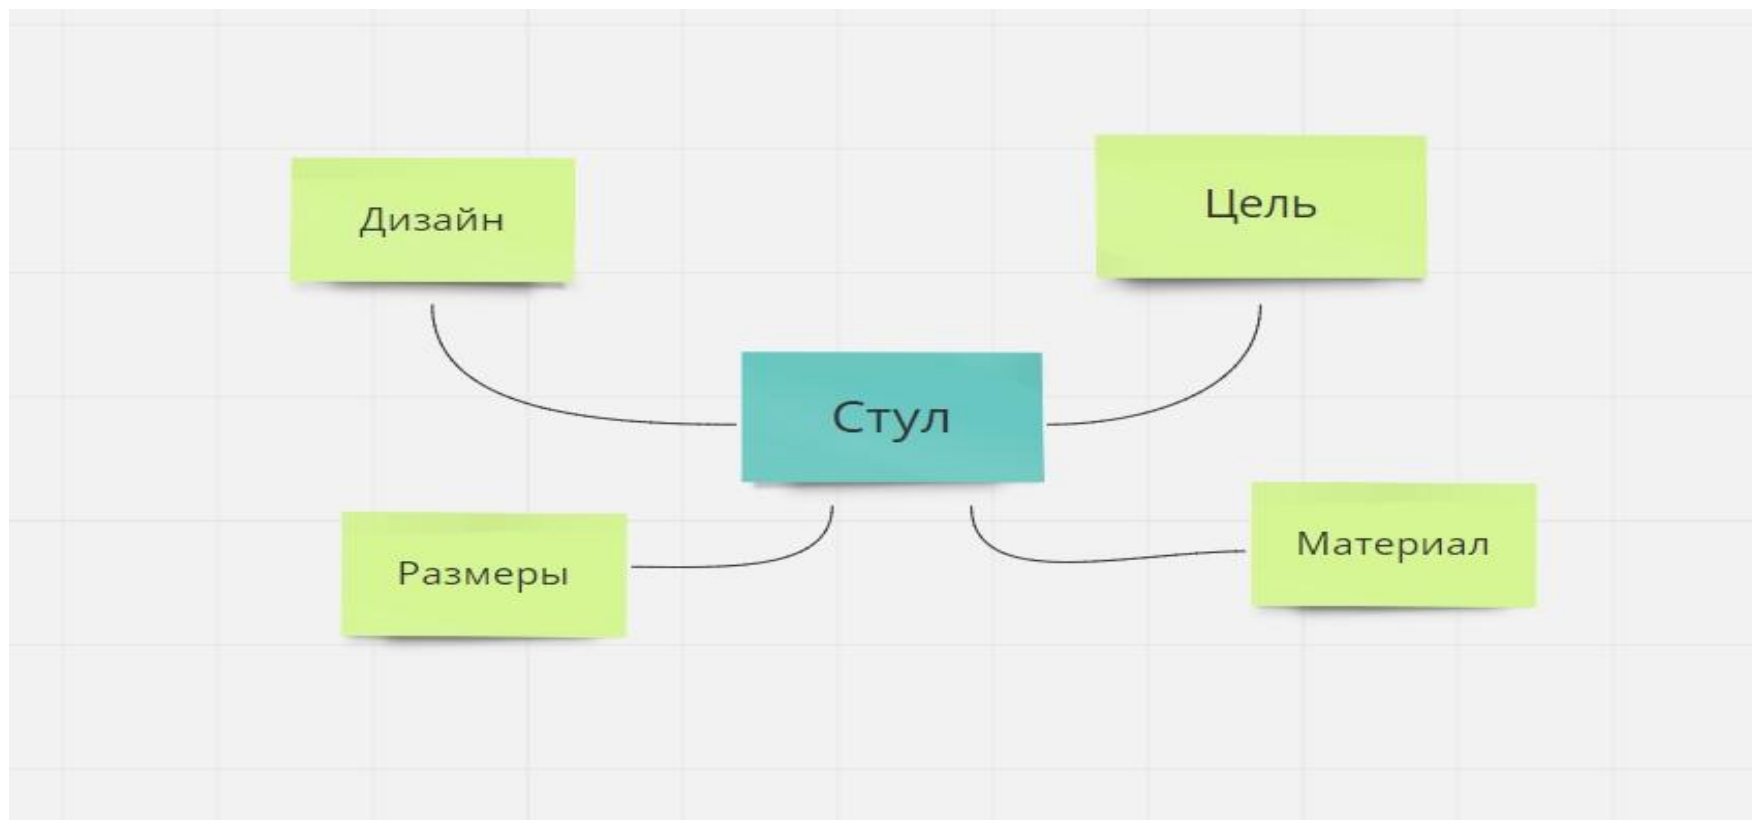 Дизайн
Цель
Стул
Размеры
Материал